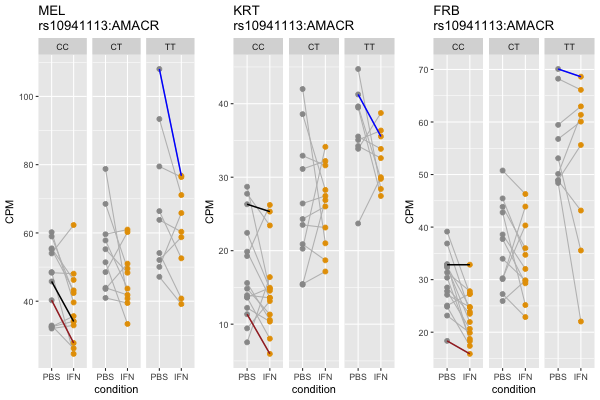 MEL
rs10941113:AMACR
CC CT TT
100
80
60
40
CPM
PBS IFN PBS IFN PBS IFN
condition
KRT
rs10941113:AMACR
CC CT TT
40
30
20
10
CPM
PBS IFN PBS IFN PBS IFN
condition
FRB
rs10941113:AMACR
CC CT TT
70
60
50
40
30
20
CPM
PBS IFN PBS IFN PBS IFN
condition